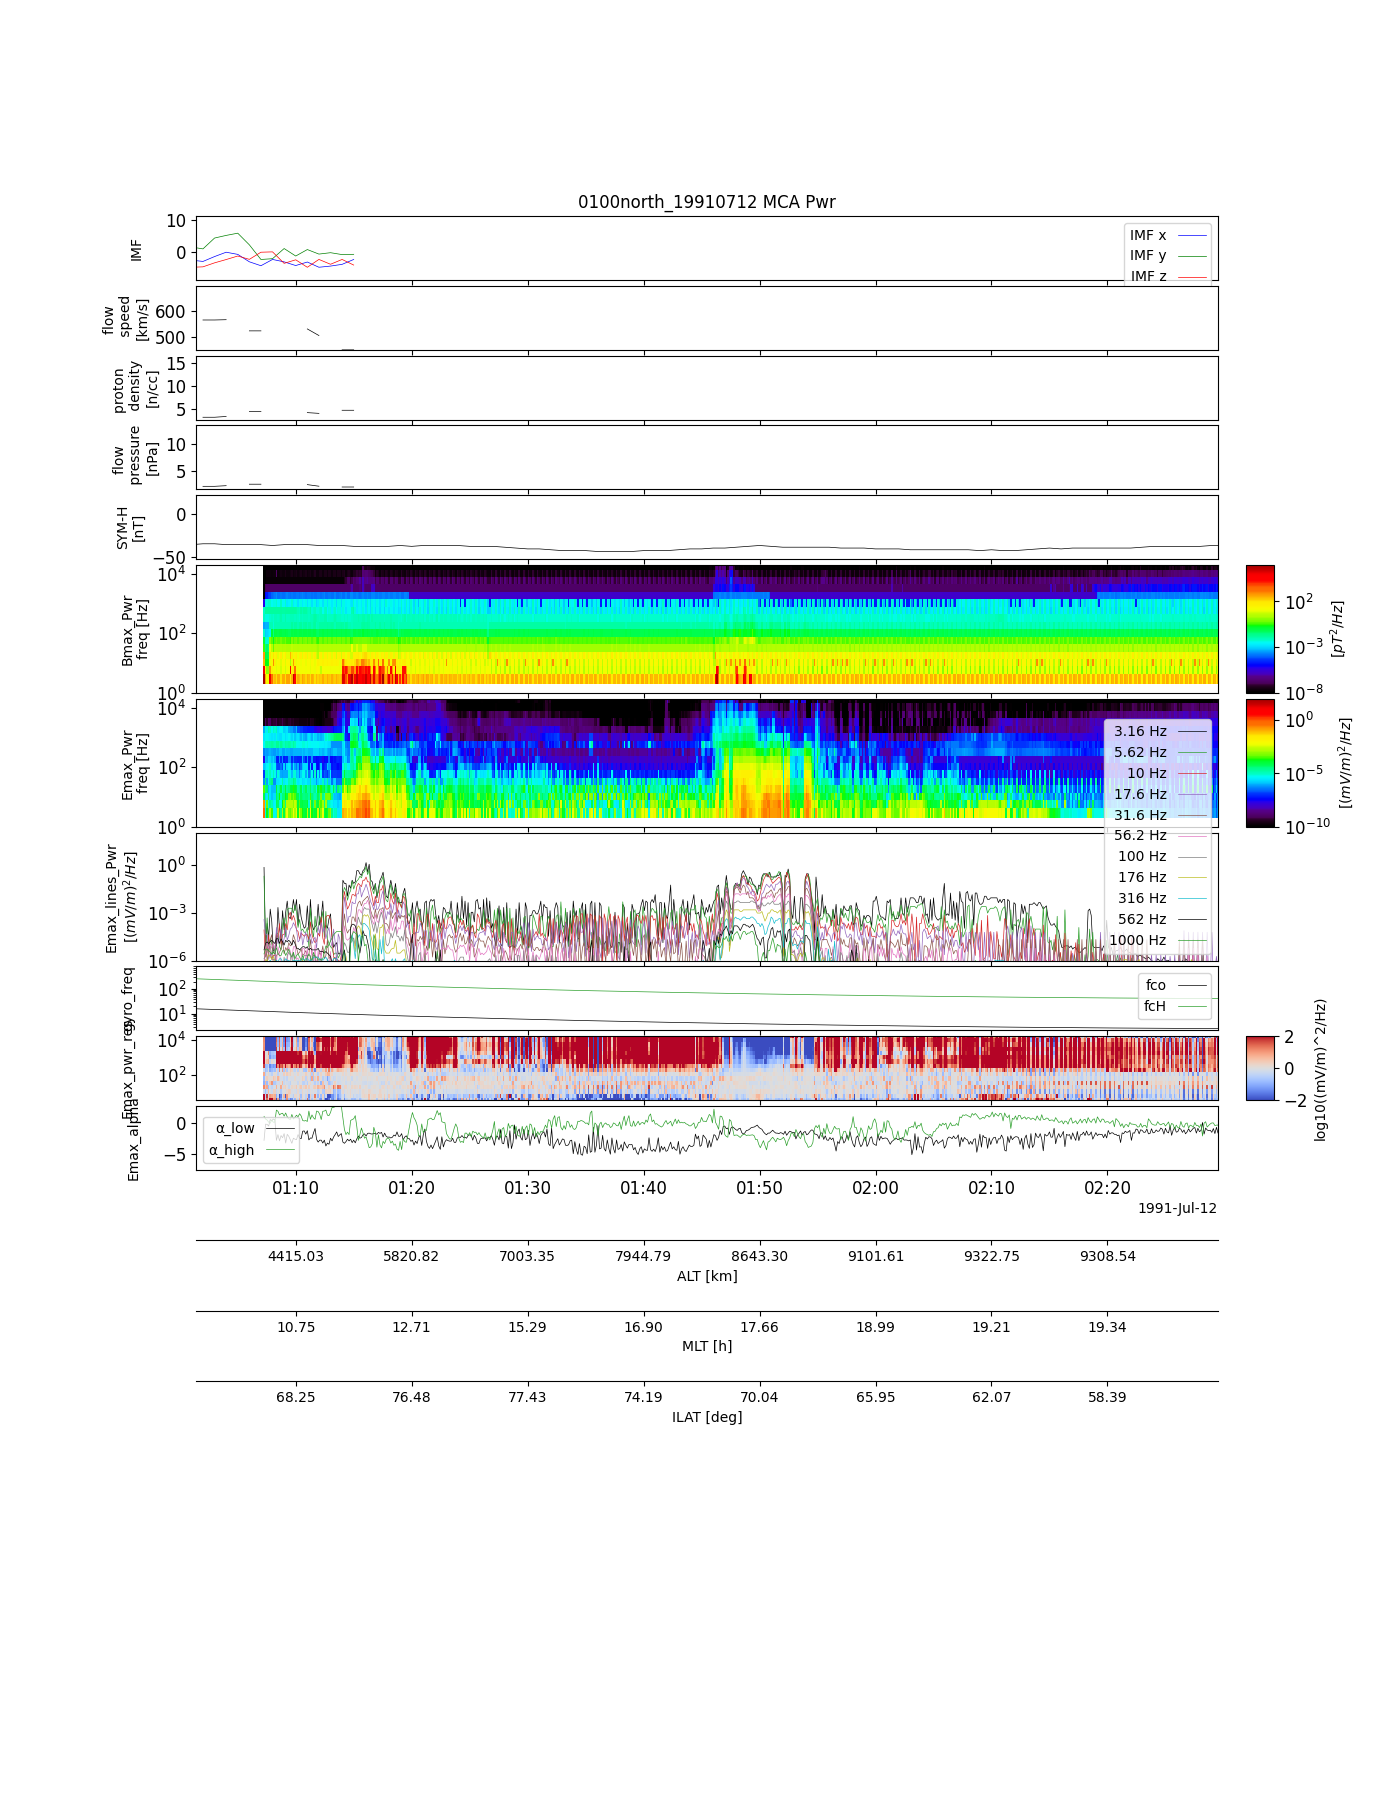 0100north_19910712 MCA Pwr
IMF
10
0
IMF x
IMF y
IMF z
flow
speed
[km/s]
600
500
proton
density
[n/cc]
15
10
5
flow
pressure
[nPa]
10
5
SYM-H
[nT]
0
−50
Bmax_Pwr
freq [Hz]
10^4
10^2
10^0
10^2
10^−3
10^−8
[pT^2/Hz]
Emax_Pwr
freq [Hz]
10^4
10^2
10^0
10^0
10^−5
10^−10
[(mV/m)^2/Hz]
3.16 Hz
5.62 Hz
10 Hz
17.6 Hz
31.6 Hz
56.2 Hz
100 Hz
176 Hz
316 Hz
562 Hz
1000 Hz
Emax_lines_Pwr
[(mV/m)^2/Hz]
10^0
10^−3
10^−6
gyro_freq
10^2
10^1
fco
fcH
Emax_pwr_reg
10^4
10^2
2
0
−2
log10((mV/m)^2/Hz)
Emax_alpha
0
−5
α_low
α_high
01:10 01:20 01:30 01:40 01:50 02:00 02:10 02:20
1991-Jul-12
4415.03 5820.82 7003.35 7944.79 8643.30 9101.61 9322.75 9308.54
ALT [km]
10.75 12.71 15.29 16.90 17.66 18.99 19.21 19.34
MLT [h]
68.25 76.48 77.43 74.19 70.04 65.95 62.07 58.39
ILAT [deg]